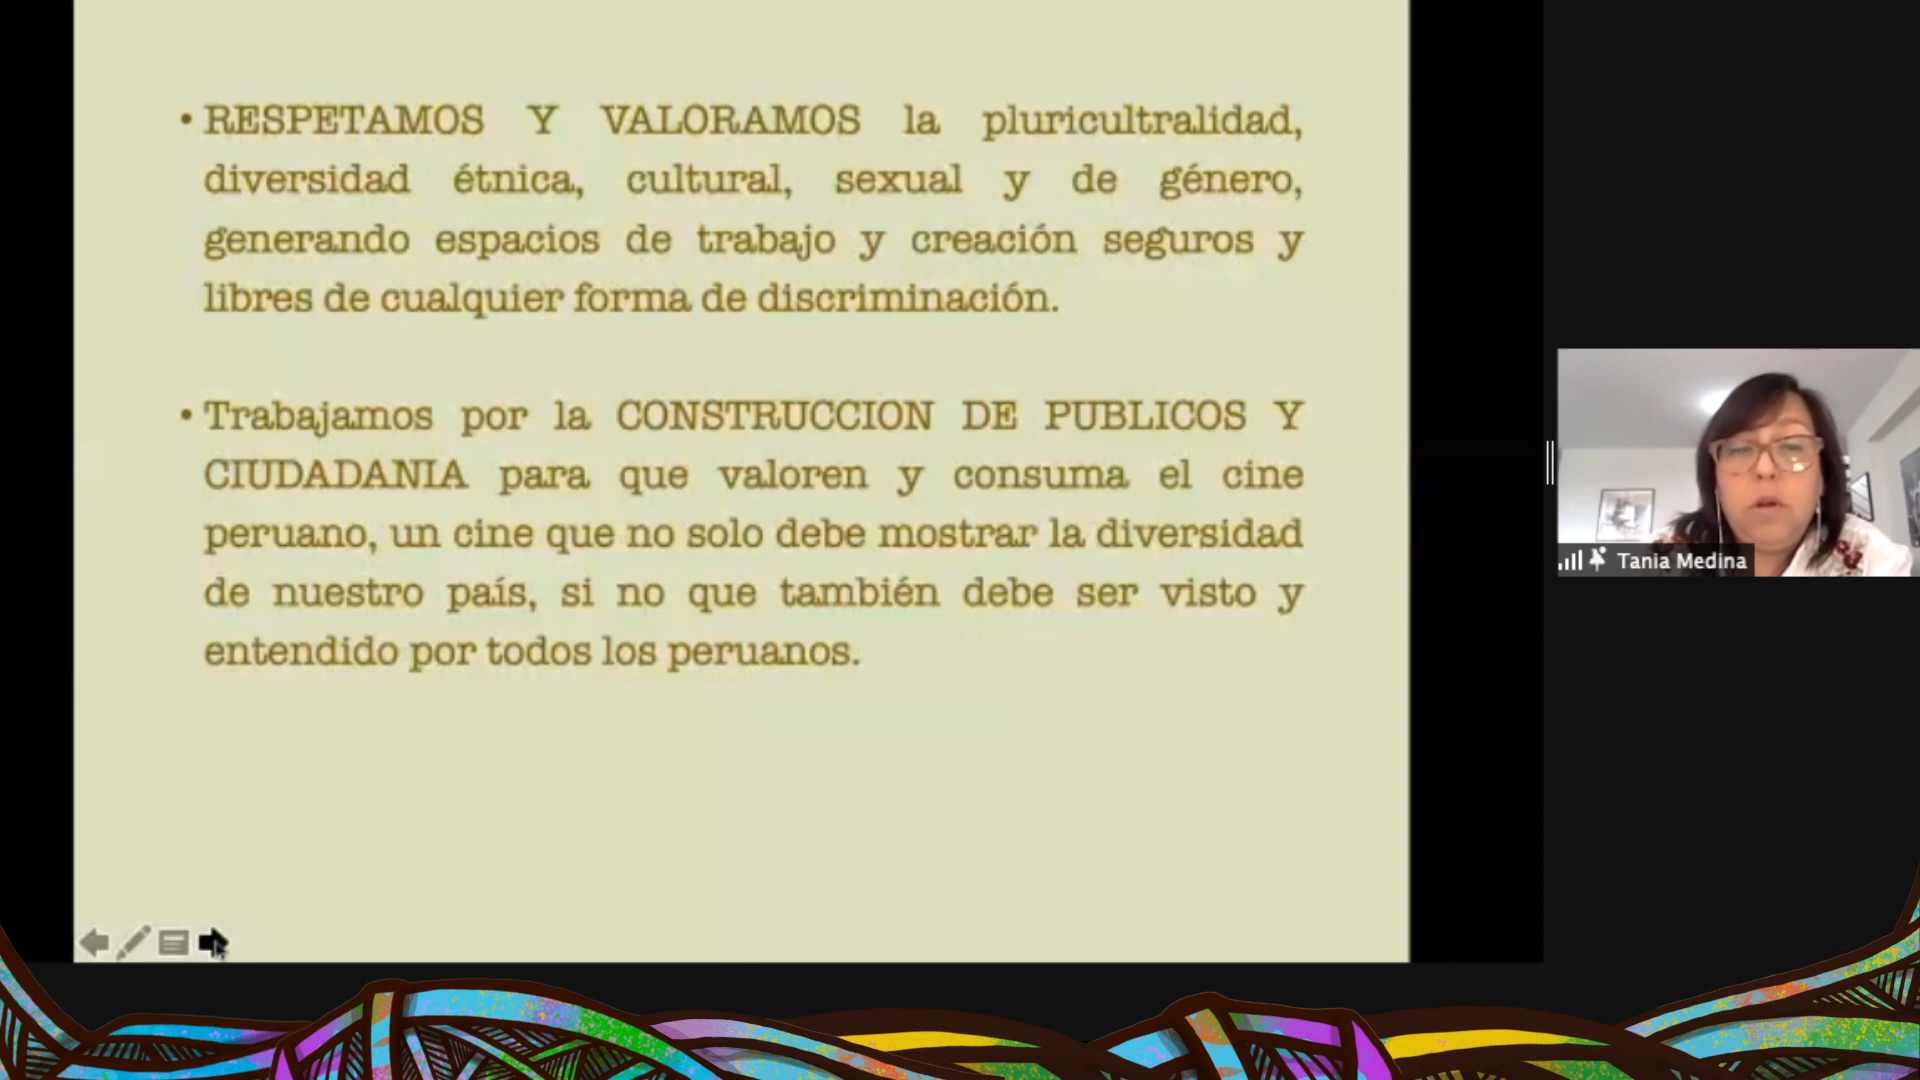 • RESPETAMOS Y VALORAMOS la pluricultralidad,
diversidad étnica, cultural, sexual y de género,
generando espacios de trabajo y creación seguros y
libres de cualquier forma de discriminación.
• Trabajamos por la CONSTRUCCION DE PUBLICOS Y
CIUDADANIA para que valoren y consuma el cine
peruano, un cine que no solo debe mostrar la diversidad
de nuestro país, si no que también debe ser visto y
entendido por todos los peruanos.
Tania Medina